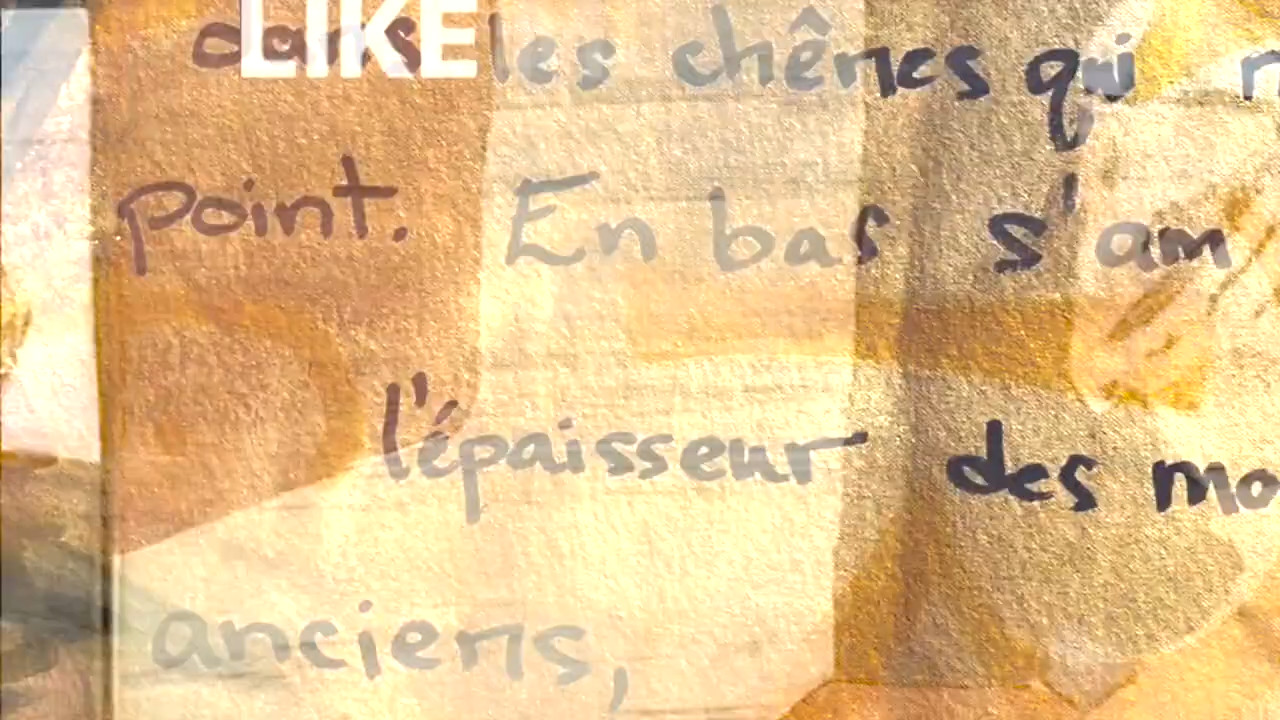 LIKE
dans les chênes qui
point. En bas s'am
l'épaisseur des mo
anciens,